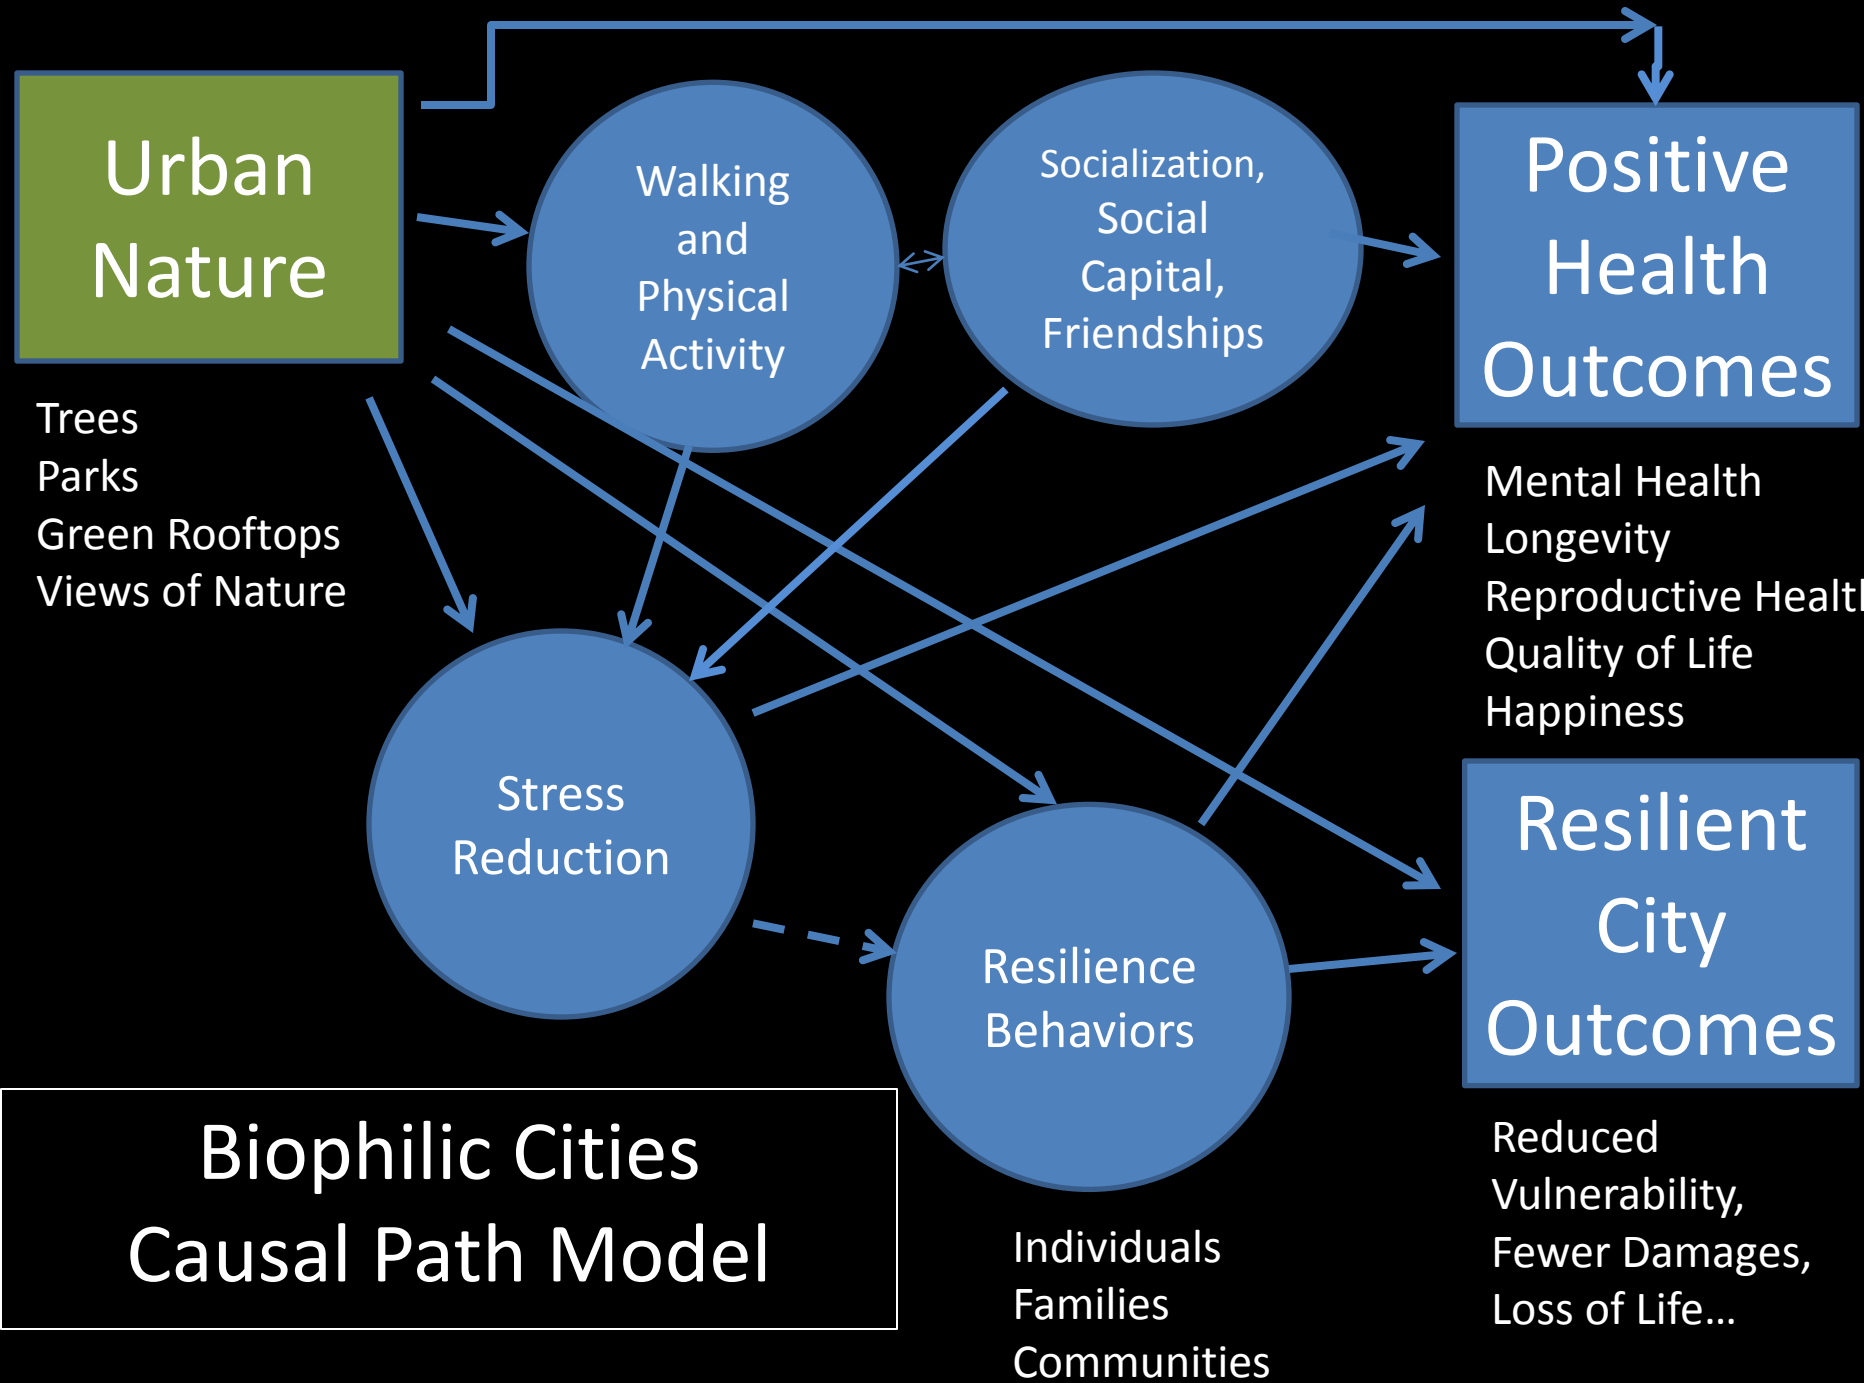 Urban
Nature
Trees
Parks
Green Rooftops
Views of Nature
Walking
and
Physical
Activity
Socialization,
Social
Capital,
Friendships
Positive
Health
Outcomes
Mental Health
Longevity
Reproductive Health
Quality of Life
Happiness
Stress
Reduction
Resilience
Behaviors
Individuals
Families
Communities
Resilient
City
Outcomes
Reduced
Vulnerability,
Fewer Damages,
Loss of Life…
Biophilic Cities
Causal Path Model